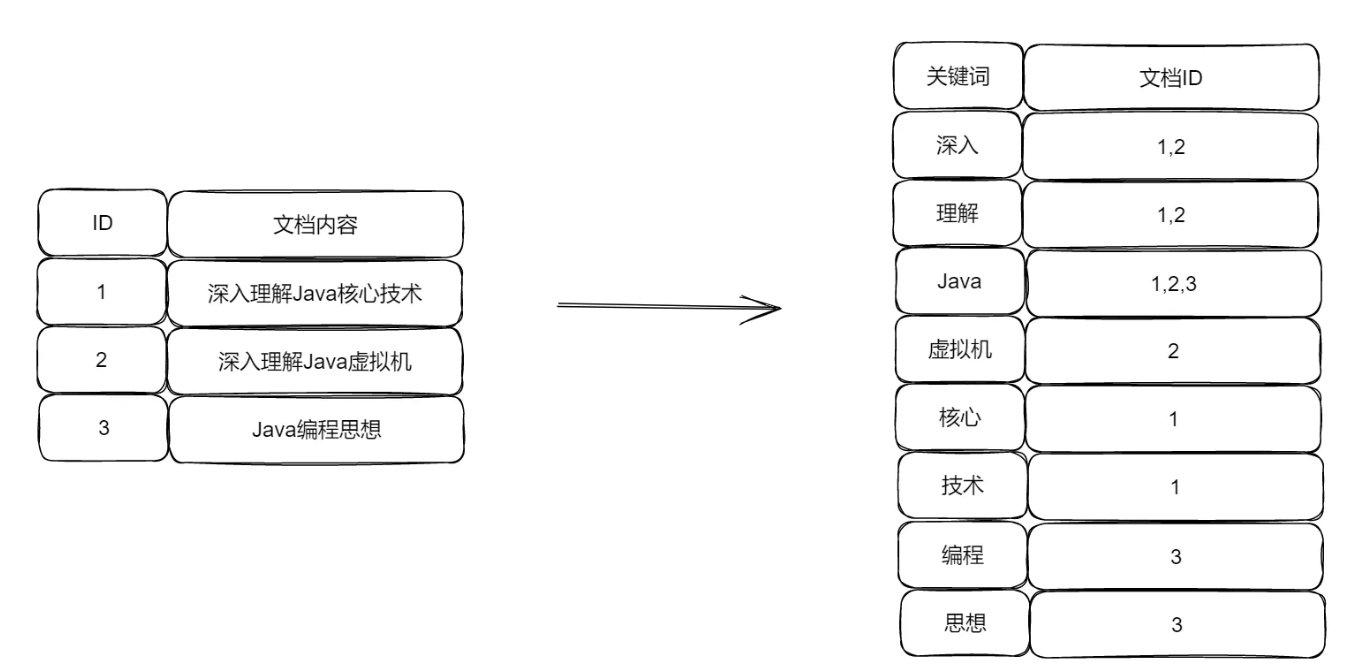 ID 文档内容
1 深入理解Java核心技术
2 深入理解Java虚拟机
3 Java编程思想
关键词 文档ID
深入 1,2
理解 1,2
Java 1,2,3
虚拟机 2
核心 1
技术 1
编程 3
思想 3